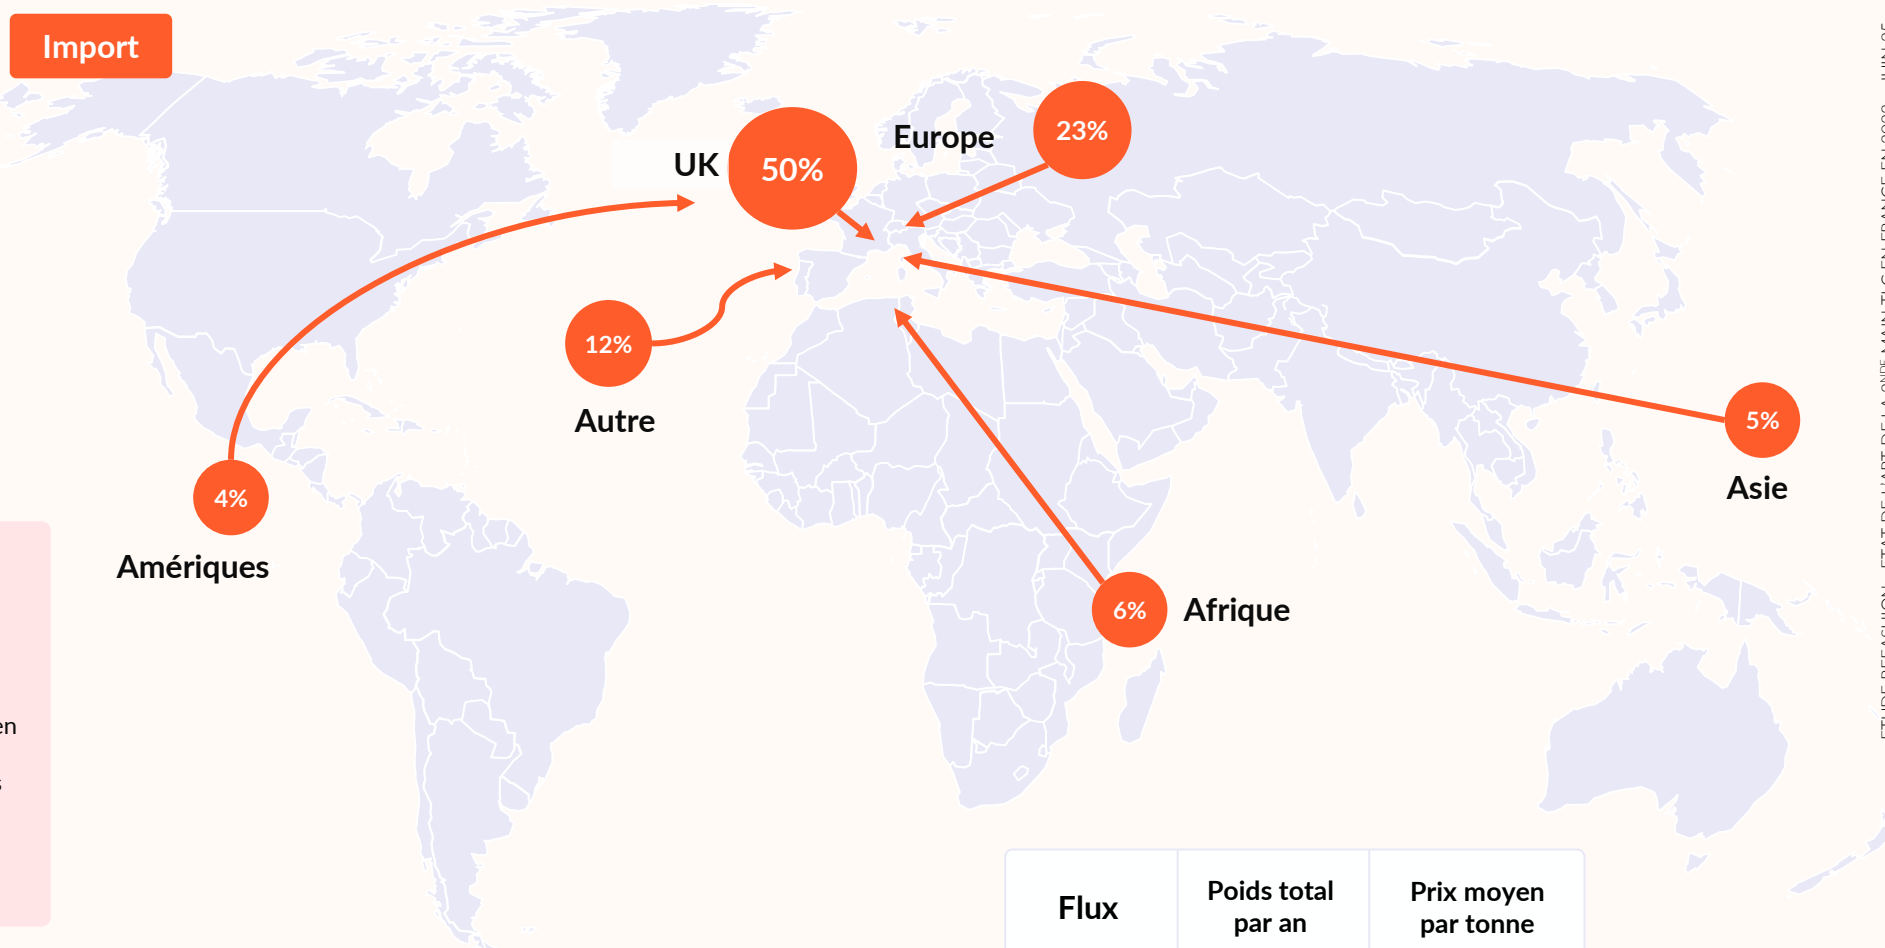 Import
Europe
23%
UK
50%
12%
Autre
5%
Asie
4%
Amériques
6%
Afrique
en
s
Flux
Poids total
par an
Prix moyen
par tonne